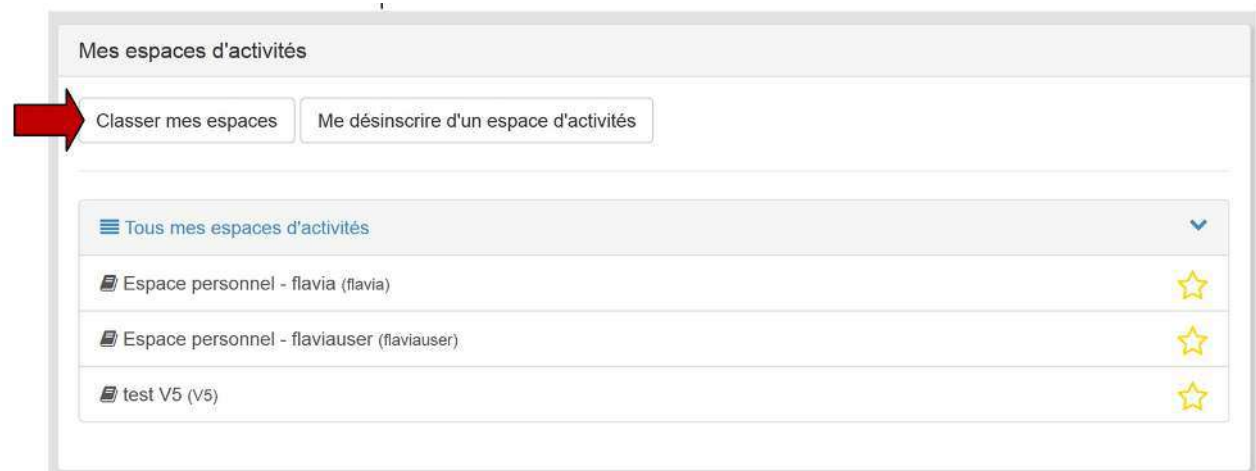 Mes espaces d'activités
Classer mes espaces
Me désinscrire d'un espace d'activités
Tous mes espaces d'activités
Espace personnel - flavia (flavia)
Espace personnel - flaviauser (flaviauser)
test V5 (V5)